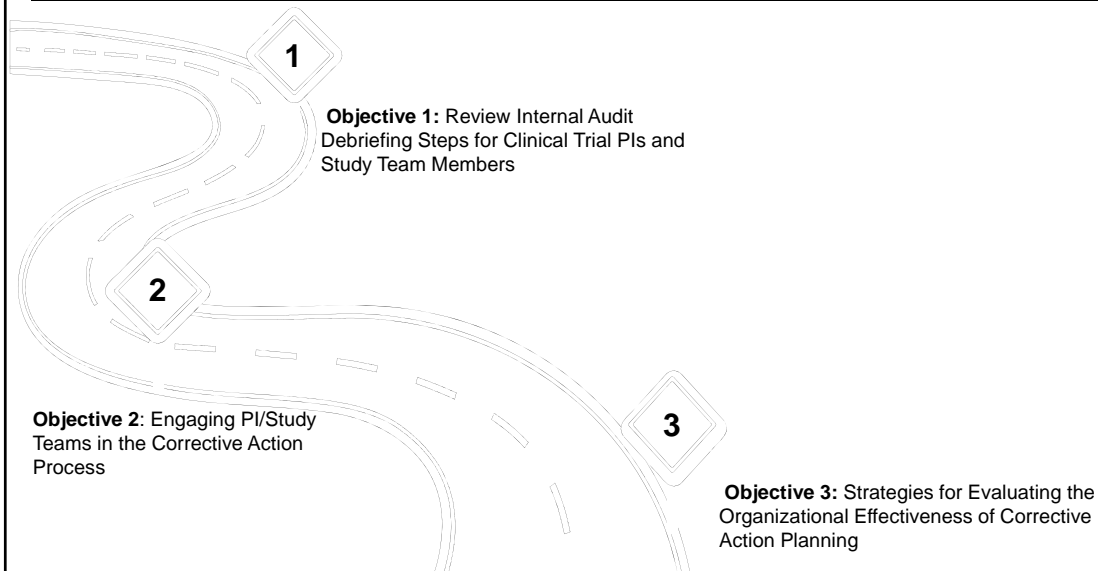 1
Objective 1: Review Internal Audit
Debriefing Steps for Clinical Trial PIs and
Study Team Members
2
Objective 2: Engaging PI/Study
Teams in the Corrective Action
Process
3
Objective 3: Strategies for Evaluating the
Organizational Effectiveness of Corrective
Action Planning